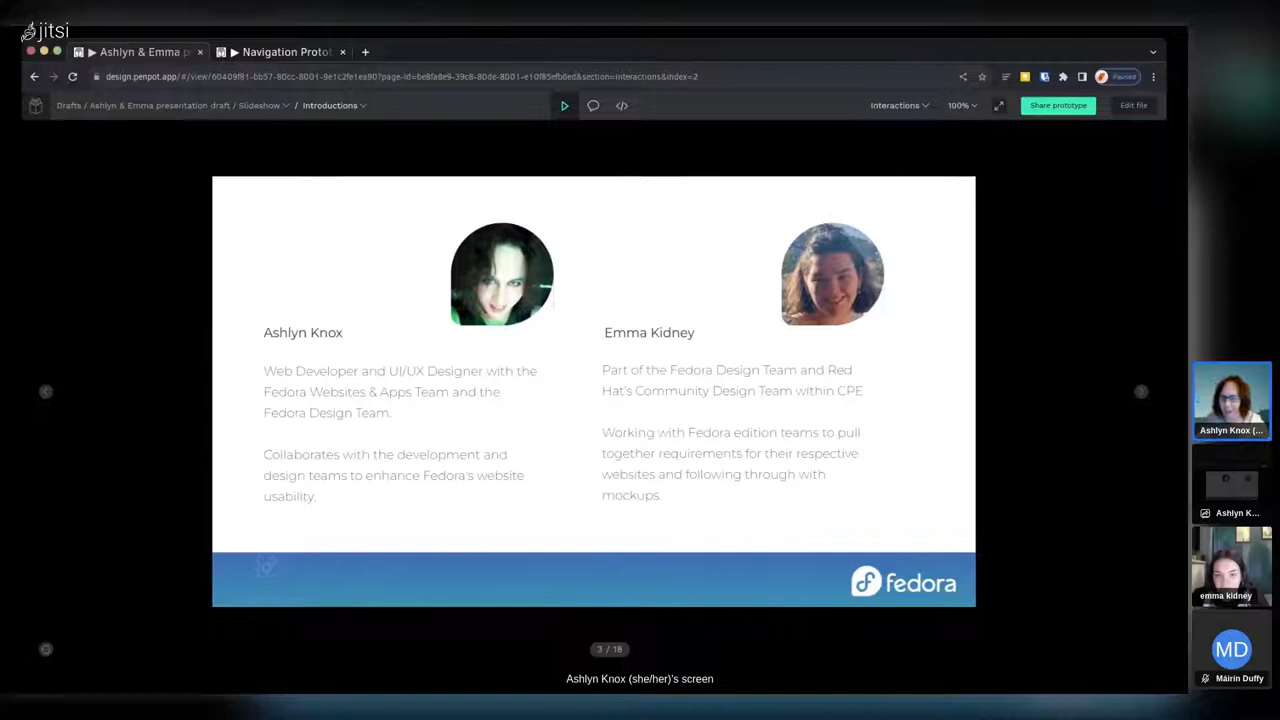 jitsi
Ashlyn & Emma p
Navigation Protot
design.penpot.app/#/view/60409f81-bb57-80cc-8001-9e1c2fe1ea90?page-id=be8fa8e9-39c8-80de-8001-e10f85efb6ed&section=interactions&index=2
Paused
Drafts / Ashlyn & Emma presentation draft / Slideshow / Introductions
Interactions
100%
Share prototype
Edit file
Ashlyn Knox
Web Developer and UI/UX Designer with the
Fedora Websites & Apps Team and the
Fedora Design Team.
Collaborates with the development and
design teams to enhance Fedora's website
usability.
Emma Kidney
Part of the Fedora Design Team and Red
Hat's Community Design Team within CPE
Working with Fedora edition teams to pull
together requirements for their respective
websites and following through with
mockups.
fedora
3 / 18
Ashlyn Knox (she/her)'s screen
Ashlyn Knox (...
Ashlyn K...
emma kidney
MD
Máirín Duffy